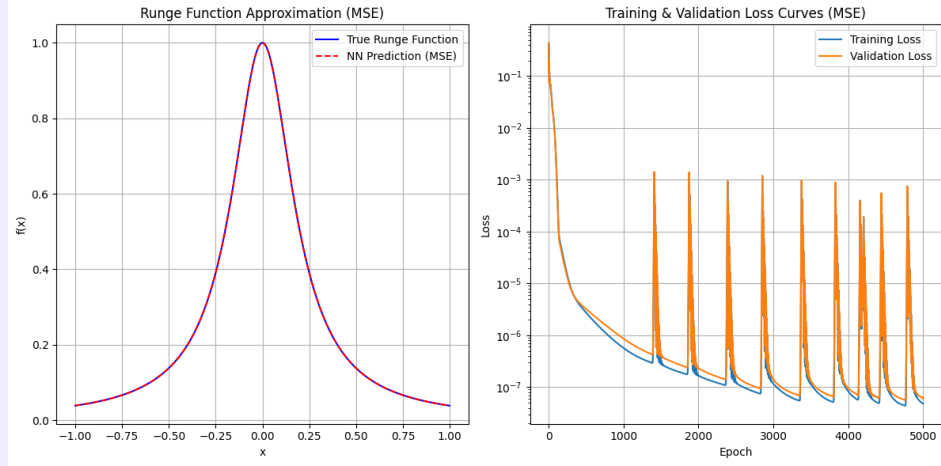 Runge Function Approximation (MSE)
True Runge Function
NN Prediction (MSE)
1.0
0.8
0.6
0.4
0.2
0.0
f(x)
−1.00 −0.75 −0.50 −0.25 0.00 0.25 0.50 0.75 1.00
x
Training & Validation Loss Curves (MSE)
Training Loss
Validation Loss
10⁻¹
10⁻²
10⁻³
10⁻⁴
10⁻⁵
10⁻⁶
10⁻⁷
Loss
0 1000 2000 3000 4000 5000
Epoch